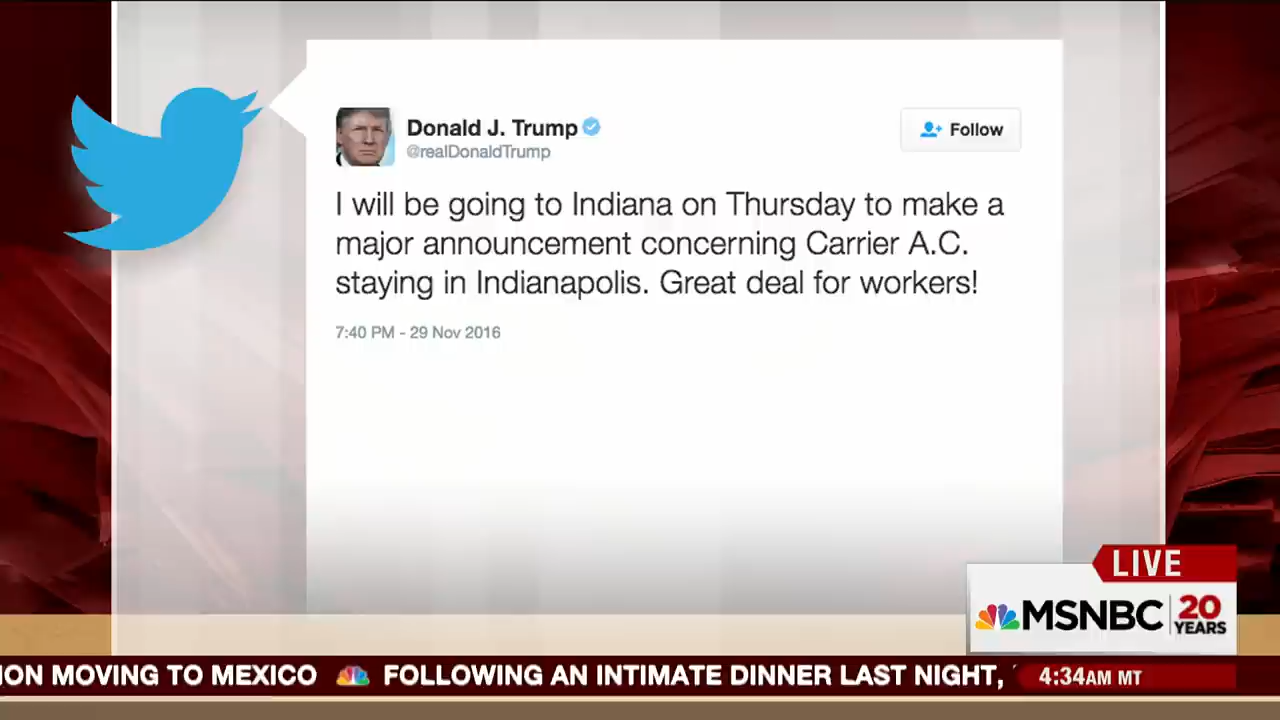 Donald J. Trump
@realDonaldTrump
Follow
I will be going to Indiana on Thursday to make a
major announcement concerning Carrier A.C.
staying in Indianapolis. Great deal for workers!
7:40 PM - 29 Nov 2016
LIVE
MSNBC 20 YEARS
ON MOVING TO MEXICO FOLLOWING AN INTIMATE DINNER LAST NIGHT, 4:34AM MT